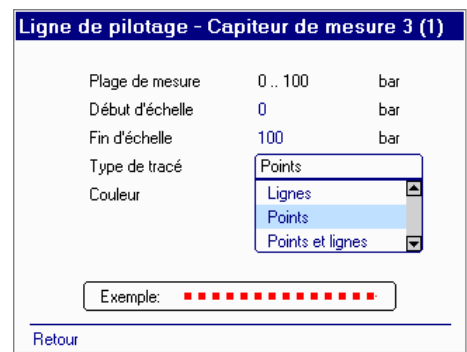 Ligne de pilotage - Capiteur de mesure 3 (1)
Plage de mesure 0 .. 100 bar
Début d'échelle 0 bar
Fin d'échelle 100 bar
Type de tracé Points
Couleur Lignes
Points
Points et lignes
Exemple:
Retour